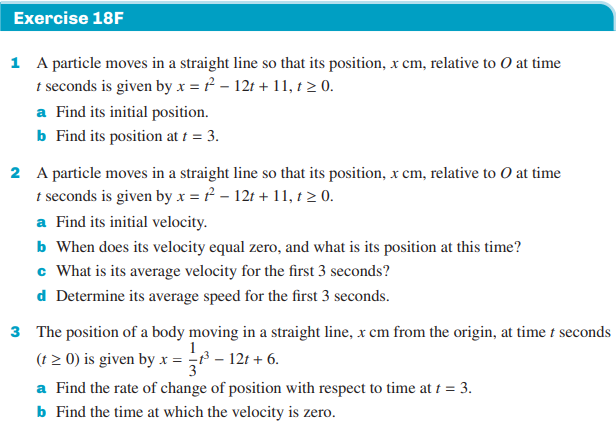 Exercise 18F
1 A particle moves in a straight line so that its position, x cm, relative to O at time
t seconds is given by x = t² – 12t + 11, t ≥ 0.
a Find its initial position.
b Find its position at t = 3.
2 A particle moves in a straight line so that its position, x cm, relative to O at time
t seconds is given by x = t² – 12t + 11, t ≥ 0.
a Find its initial velocity.
b When does its velocity equal zero, and what is its position at this time?
c What is its average velocity for the first 3 seconds?
d Determine its average speed for the first 3 seconds.
3 The position of a body moving in a straight line, x cm from the origin, at time t seconds
(t ≥ 0) is given by x = 1/3 t³ – 12t + 6.
a Find the rate of change of position with respect to time at t = 3.
b Find the time at which the velocity is zero.